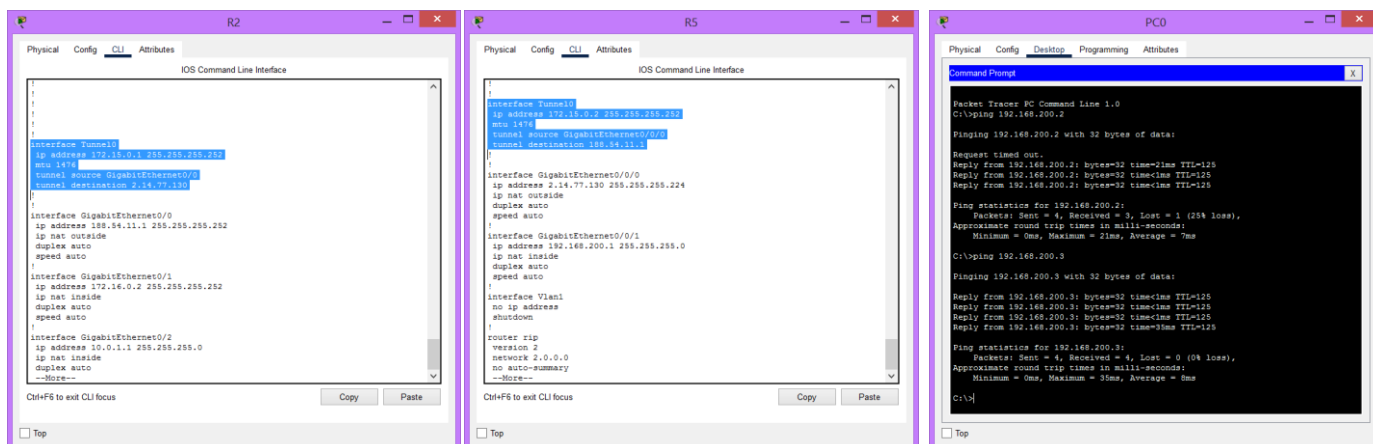 R2
Physical Config CLI Attributes
IOS Command Line Interface
!
!
!
!
!
interface Tunnel0
ip address 172.15.0.1 255.255.255.252
mtu 1476
tunnel source GigabitEthernet0/0
tunnel destination 2.14.77.130
!
!
interface GigabitEthernet0/0
ip address 188.54.11.1 255.255.255.252
ip nat outside
duplex auto
speed auto
!
interface GigabitEthernet0/1
ip address 172.16.0.2 255.255.255.252
ip nat inside
duplex auto
speed auto
!
interface GigabitEthernet0/2
ip address 10.0.1.1 255.255.255.0
ip nat inside
duplex auto
--More--
Ctrl+F6 to exit CLI focus
Copy
Paste
Top
R5
Physical Config CLI Attributes
IOS Command Line Interface
!
!
interface Tunnel0
ip address 172.15.0.2 255.255.255.252
mtu 1476
tunnel source GigabitEthernet0/0/0
tunnel destination 188.54.11.1
!
!
interface GigabitEthernet0/0/0
ip address 2.14.77.130 255.255.255.224
ip nat outside
duplex auto
speed auto
!
interface GigabitEthernet0/0/1
ip address 192.168.200.1 255.255.255.0
ip nat inside
duplex auto
speed auto
!
interface Vlan1
no ip address
shutdown
!
router rip
version 2
network 2.0.0.0
no auto-summary
--More--
Ctrl+F6 to exit CLI focus
Copy
Paste
Top
PC0
Physical Config Desktop Programming Attributes
Command Prompt
X
Packet Tracer PC Command Line 1.0
C:\>ping 192.168.200.2
Pinging 192.168.200.2 with 32 bytes of data:
Request timed out.
Reply from 192.168.200.2: bytes=32 time=21ms TTL=125
Reply from 192.168.200.2: bytes=32 time<1ms TTL=125
Reply from 192.168.200.2: bytes=32 time<1ms TTL=125
Ping statistics for 192.168.200.2:
Packets: Sent = 4, Received = 3, Lost = 1 (25% loss),
Approximate round trip times in milli-seconds:
Minimum = 0ms, Maximum = 21ms, Average = 7ms
C:\>ping 192.168.200.3
Pinging 192.168.200.3 with 32 bytes of data:
Reply from 192.168.200.3: bytes=32 time<1ms TTL=125
Reply from 192.168.200.3: bytes=32 time<1ms TTL=125
Reply from 192.168.200.3: bytes=32 time<1ms TTL=125
Reply from 192.168.200.3: bytes=32 time=35ms TTL=125
Ping statistics for 192.168.200.3:
Packets: Sent = 4, Received = 4, Lost = 0 (0% loss),
Approximate round trip times in milli-seconds:
Minimum = 0ms, Maximum = 35ms, Average = 8ms
C:\>
Top